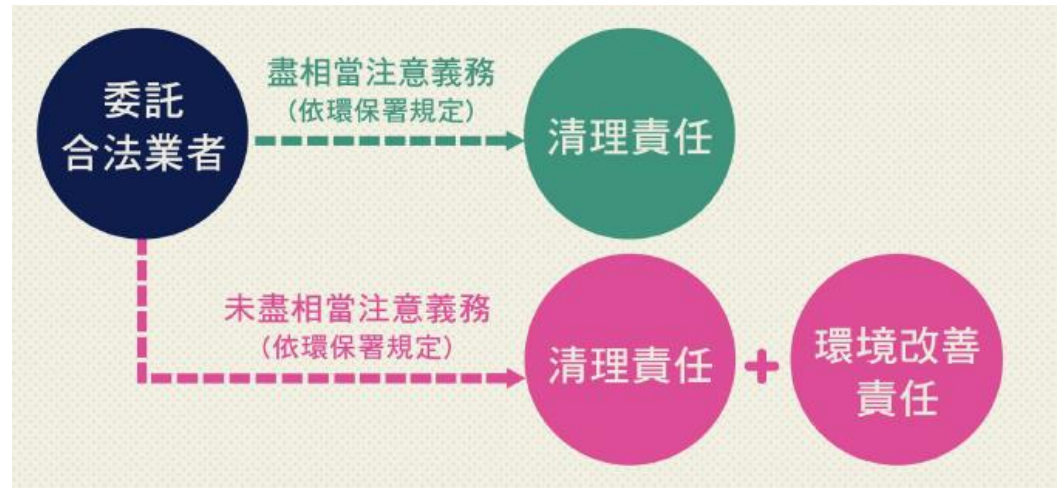 委託
合法業者
盡相當注意義務
(依環保署規定)
清理責任
未盡相當注意義務
(依環保署規定)
清理責任
+
環境改善
責任